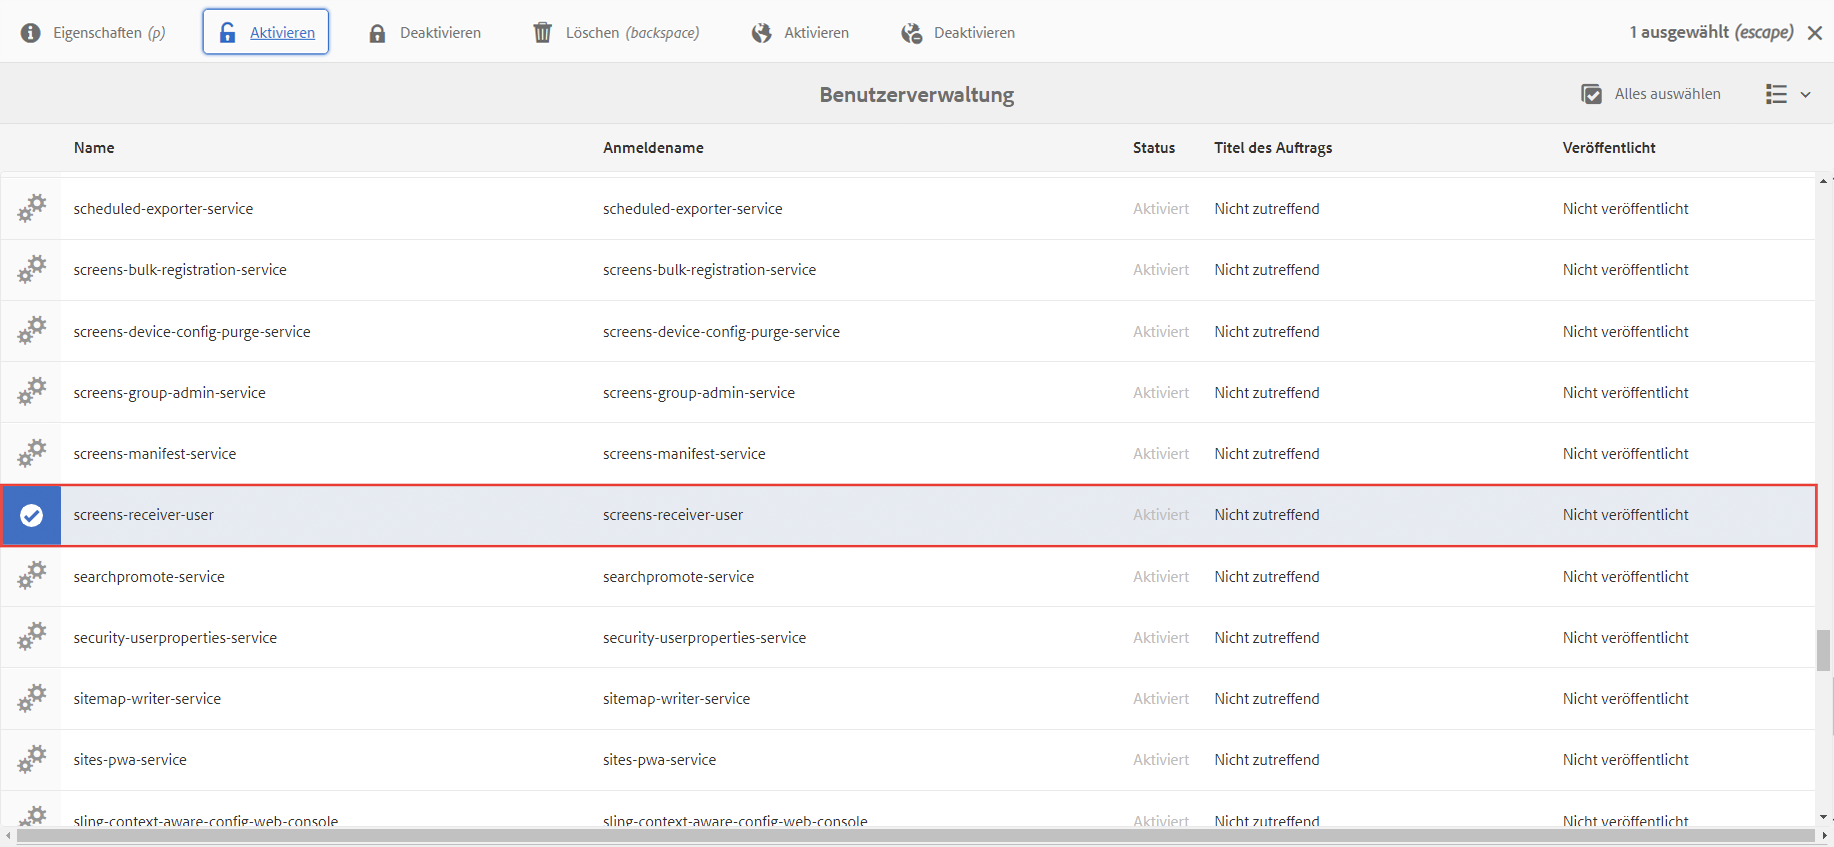 Eigenschaften (p) Aktivieren Deaktivieren Löschen (backspace) Aktivieren Deaktivieren 1 ausgewählt (escape)
Benutzerverwaltung Alles auswählen
Name Anmeldename Status Titel des Auftrags Veröffentlicht
scheduled-exporter-service scheduled-exporter-service Aktiviert Nicht zutreffend Nicht veröffentlicht
screens-bulk-registration-service screens-bulk-registration-service Aktiviert Nicht zutreffend Nicht veröffentlicht
screens-device-config-purge-service screens-device-config-purge-service Aktiviert Nicht zutreffend Nicht veröffentlicht
screens-group-admin-service screens-group-admin-service Aktiviert Nicht zutreffend Nicht veröffentlicht
screens-manifest-service screens-manifest-service Aktiviert Nicht zutreffend Nicht veröffentlicht
screens-receiver-user screens-receiver-user Aktiviert Nicht zutreffend Nicht veröffentlicht
searchpromote-service searchpromote-service Aktiviert Nicht zutreffend Nicht veröffentlicht
security-userproperties-service security-userproperties-service Aktiviert Nicht zutreffend Nicht veröffentlicht
sitemap-writer-service sitemap-writer-service Aktiviert Nicht zutreffend Nicht veröffentlicht
sites-pwa-service sites-pwa-service Aktiviert Nicht zutreffend Nicht veröffentlicht
sling-context-aware-config-web-console sling-context-aware-config-web-console Aktiviert Nicht zutreffend Nicht veröffentlicht